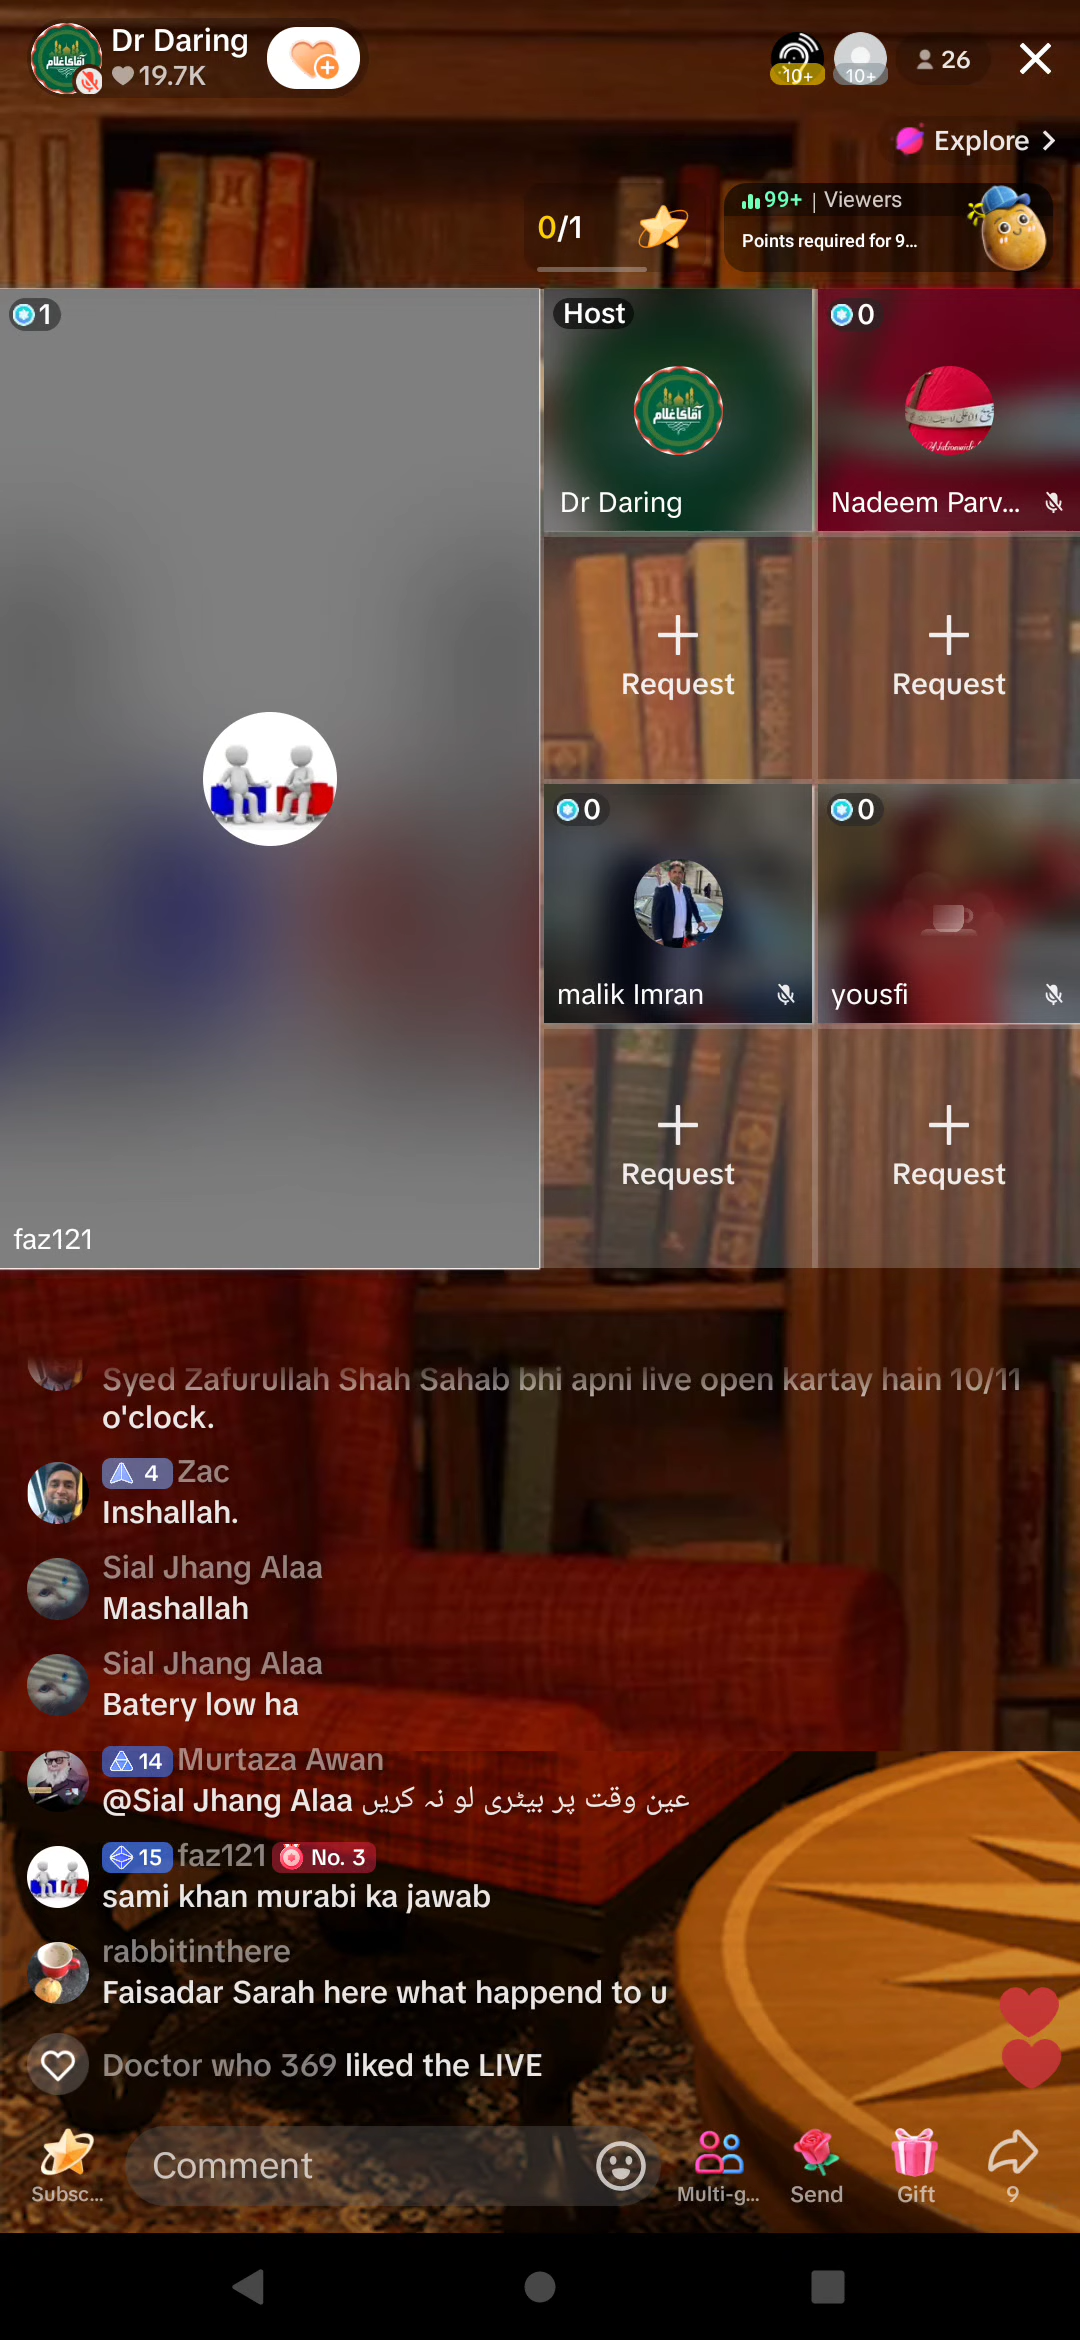 Dr Daring
19.7K
10+
10+
26
Explore
0/1
99+ | Viewers
Points required for 9...
1
Host
آقا کا غلام
Dr Daring
0
Nationwide
Nadeem Parv...
Request
Request
0
malik Imran
0
yousfi
Request
Request
faz121
Syed Zafurullah Shah Sahab bhi apni live open kartay hain 10/11
o'clock.
4 Zac
Inshallah.
Sial Jhang Alaa
Mashallah
Sial Jhang Alaa
Batery low ha
14 Murtaza Awan
@Sial Jhang Alaa عین وقت پر بیٹری لو نہ کریں
15 faz121 No. 3
sami khan murabi ka jawab
rabbitinthere
Faisadar Sarah here what happend to u
Doctor who 369 liked the LIVE
Subsc...
Comment
Multi-g...
Send
Gift
9